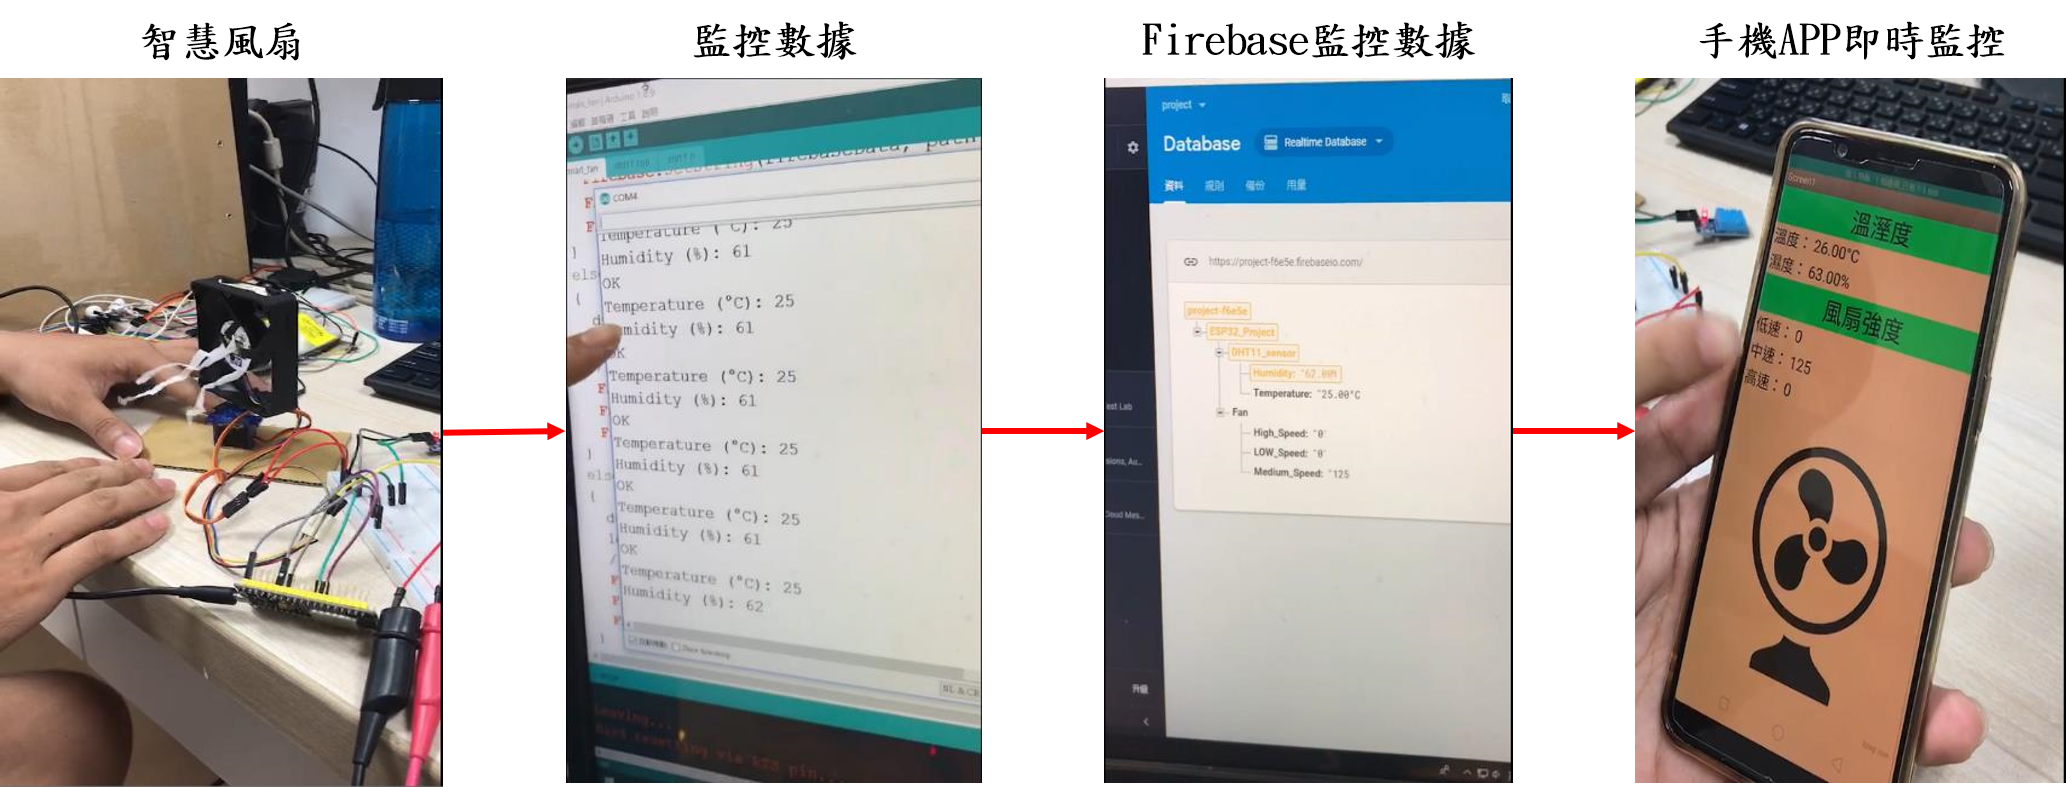 智慧風扇
監控數據
Firebase監控數據
手機APP即時監控
COM4
Temperature (°C): 25
Humidity (%): 61
OK
Temperature (°C): 25
Humidity (%): 61
OK
Temperature (°C): 25
Humidity (%): 61
OK
Temperature (°C): 25
Humidity (%): 61
OK
Temperature (°C): 25
Humidity (%): 61
OK
Temperature (°C): 25
Humidity (%): 62
project
Database
Realtime Database
資料 規則 備份 用量
https://project-f6e5e.firebaseio.com/
project-f6e5e
ESP32_Project
DHT11_sensor
Humidity: "62.00%
Temperature: "25.00°C
Fan
High_Speed: "0"
LOW_Speed: "0"
Medium_Speed: "125
升級
Screen1
溫溼度
溫度：26.00°C
濕度：63.00%
風扇強度
低速：0
中速：125
高速：0